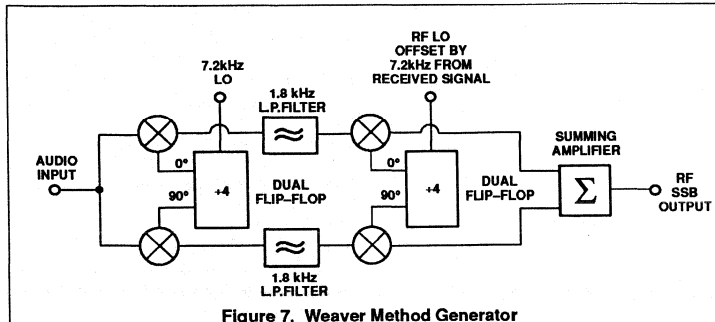 7.2kHz
LO
RF LO
OFFSET BY
7.2kHz FROM
RECEIVED SIGNAL
1.8 kHz
L.P.FILTER
SUMMING
AMPLIFIER
AUDIO
INPUT
0°
90°
÷4
DUAL
FLIP–FLOP
0°
90°
÷4
DUAL
FLIP–FLOP
Σ
RF
SSB
OUTPUT
1.8 kHz
L.P.FILTER
Figure 7. Weaver Method Generator